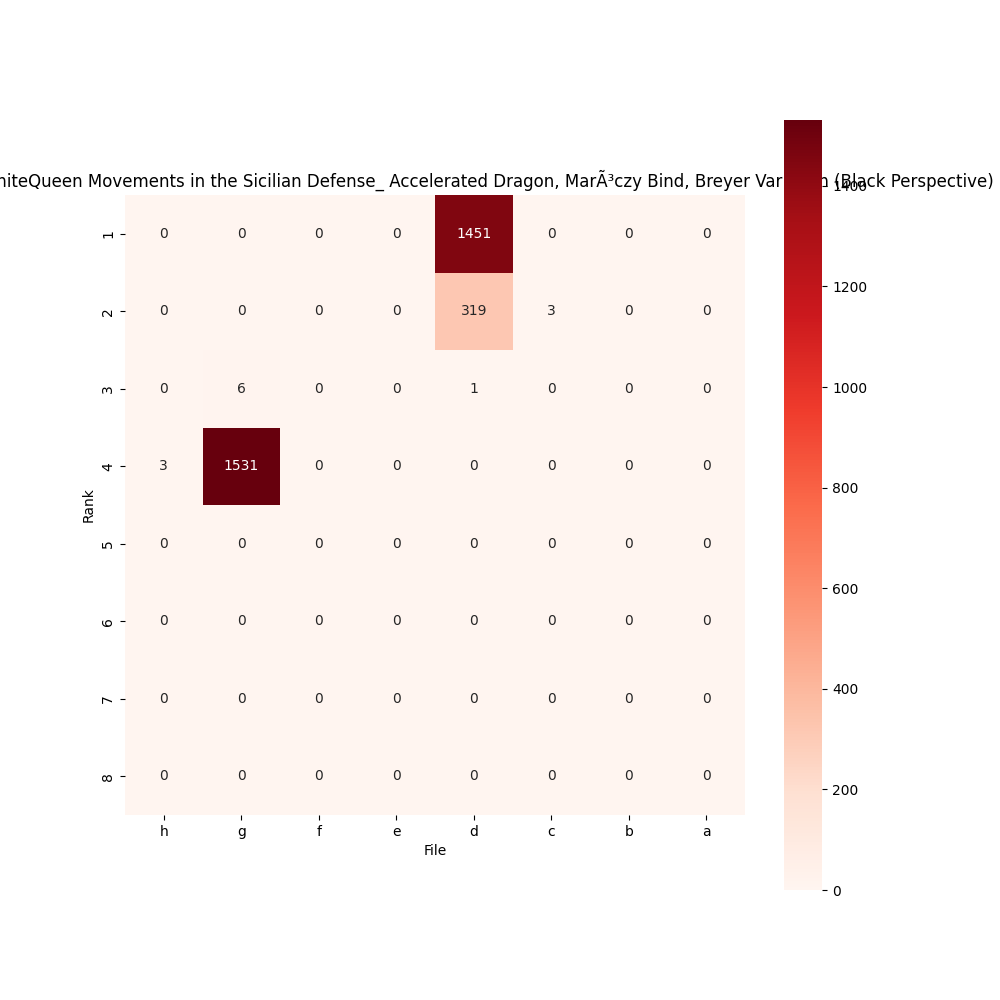 hiteQueen Movements in the Sicilian Defense_ Accelerated Dragon, MarÃ³czy Bind, Breyer Variation (Black Perspective)
1400
1 0 0 0 0 1451 0 0 0
1200
2 0 0 0 0 319 3 0 0
1000
3 0 6 0 0 1 0 0 0
4 3 1531 0 0 0 0 0 0
800
Rank
5 0 0 0 0 0 0 0 0
600
6 0 0 0 0 0 0 0 0
400
7 0 0 0 0 0 0 0 0
8 0 0 0 0 0 0 0 0
200
h g f e d c b a
File
0